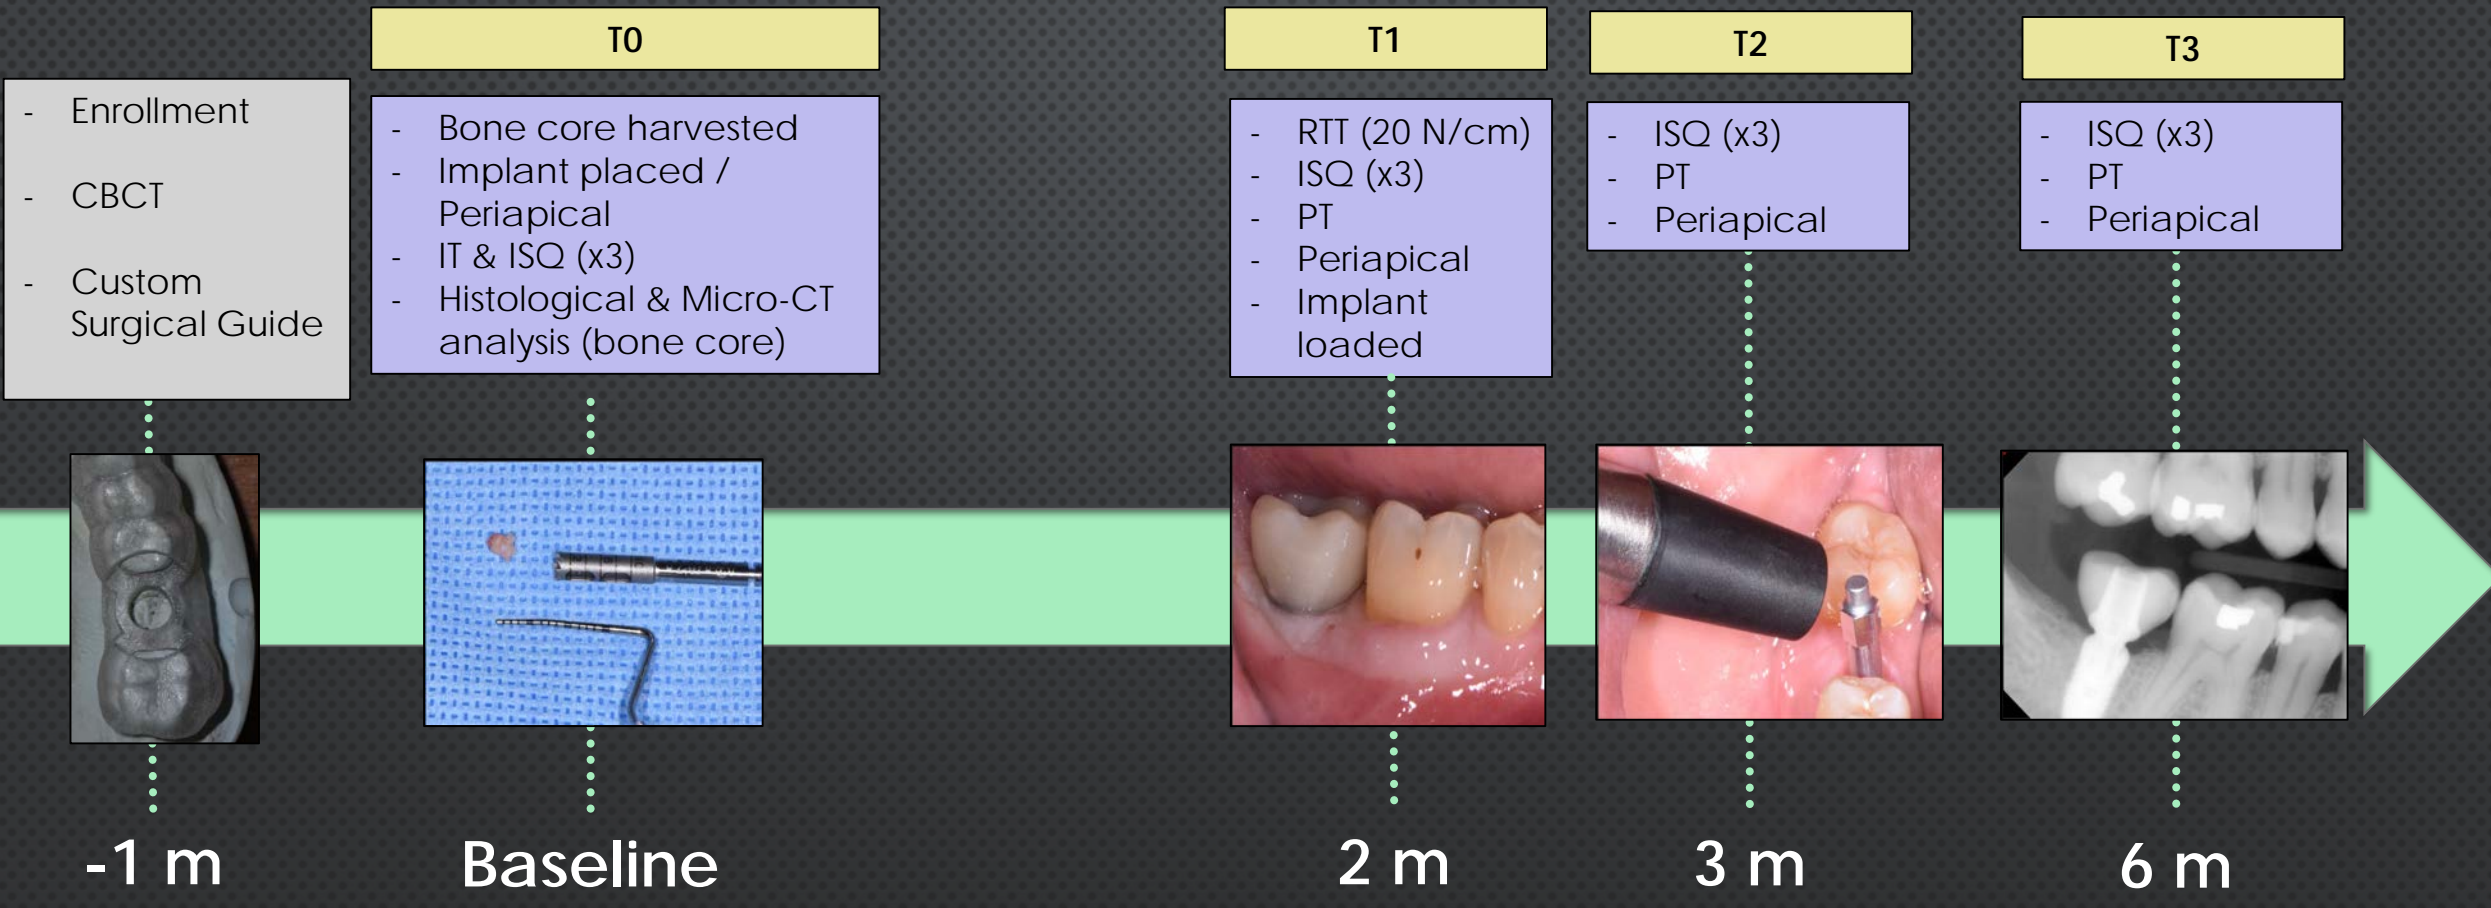 T0
T1
T2
T3
- Enrollment
- CBCT
- Custom
Surgical Guide
- Bone core harvested
- Implant placed /
Periapical
- IT & ISQ (x3)
- Histological & Micro-CT
analysis (bone core)
- RTT (20 N/cm)
- ISQ (x3)
- PT
- Periapical
- Implant
loaded
- ISQ (x3)
- PT
- Periapical
- ISQ (x3)
- PT
- Periapical
-1 m
Baseline
2 m
3 m
6 m